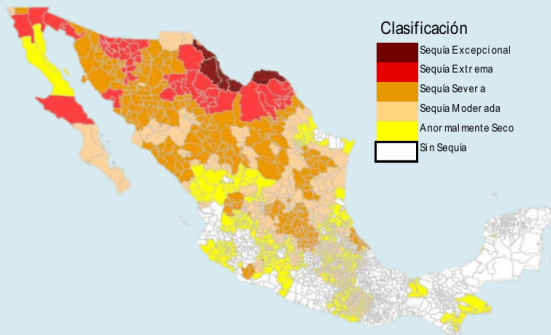 Clasificación
Sequía Excepcional
Sequía Extrema
Sequía Severa
Sequía Moderada
Anormalmente Seco
Sin Sequía